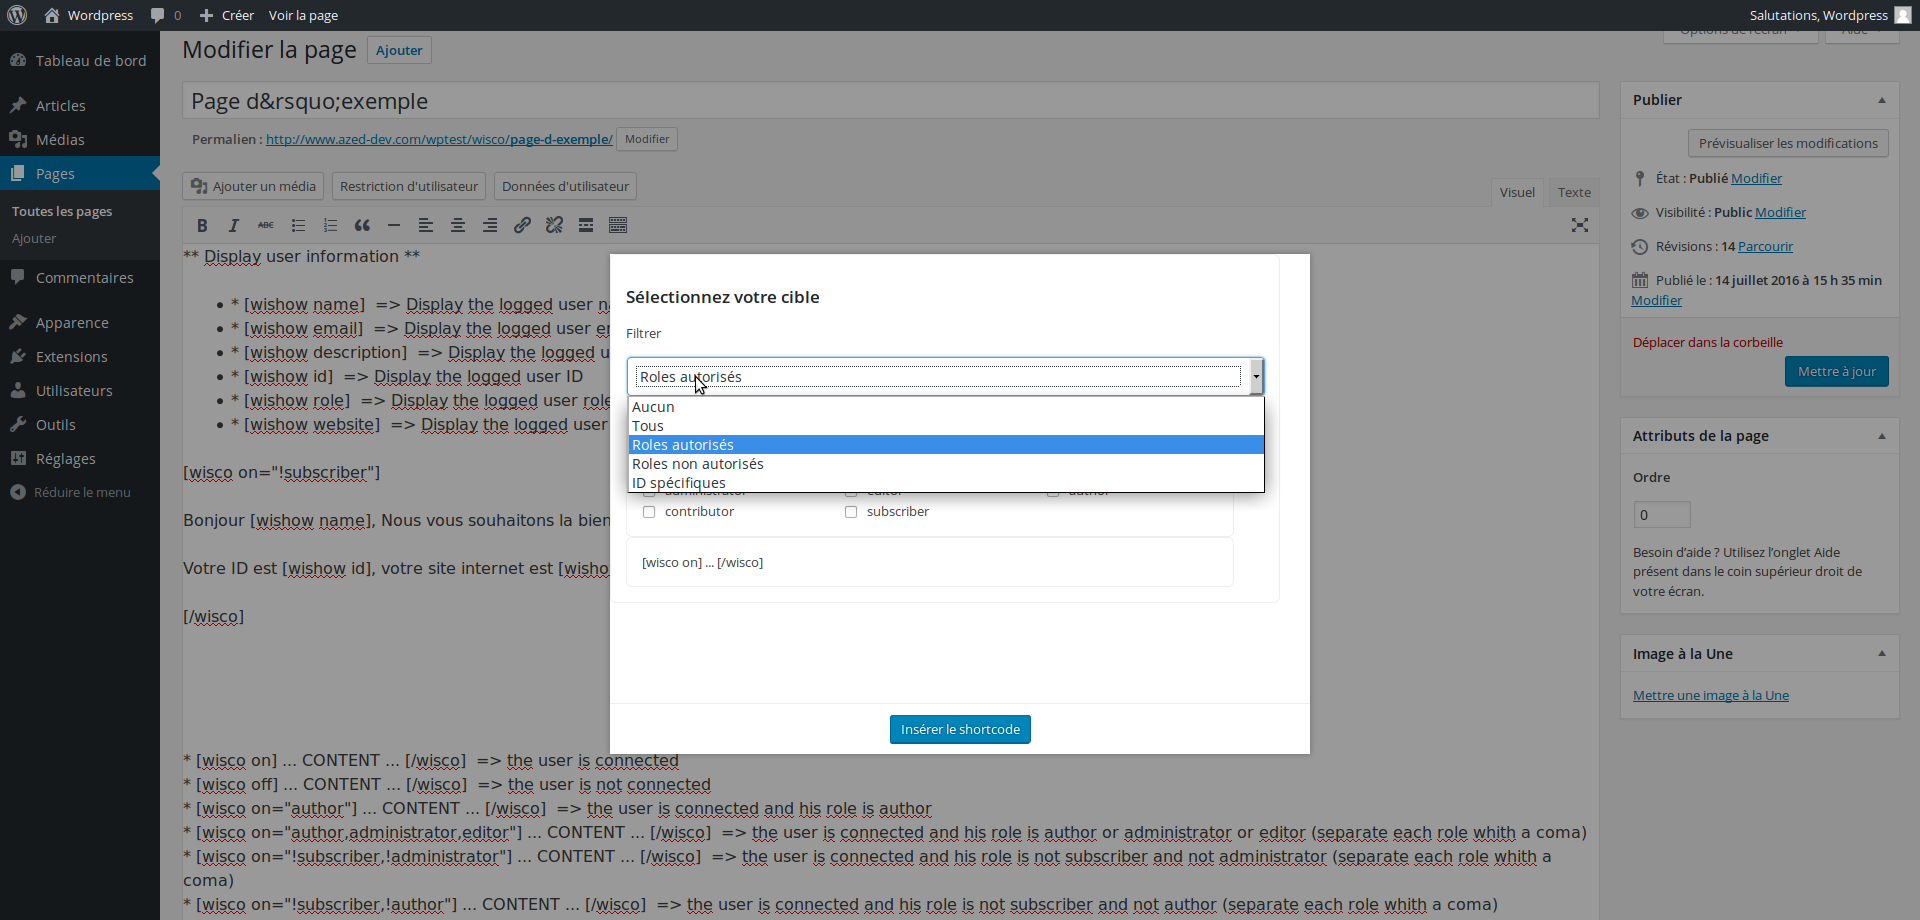 Wordpress 0 Créer Voir la page Salutations, Wordpress
Tableau de bord
Articles
Médias
Pages
Toutes les pages
Ajouter
Commentaires
Apparence
Extensions
Utilisateurs
Outils
Réglages
Réduire le menu
Modifier la page Ajouter
Options de l'écran Aide
Page d&rsquo;exemple
Permalien : http://www.azed-dev.com/wptest/wisco/page-d-exemple/ Modifier
Ajouter un média Restriction d'utilisateur Données d'utilisateur Visuel Texte
B I ABC
** Display user information **
* [wishow name] => Display the logged user
* [wishow email] => Display the logged user
* [wishow description] => Display the logged
* [wishow id] => Display the logged user ID
* [wishow role] => Display the logged user role
* [wishow website] => Display the logged user
[wisco on="!subscriber"]
Bonjour [wishow name], Nous vous souhaitons la
Votre ID est [wishow id], votre site internet est
[/wisco]
* [wisco on] ... CONTENT ... [/wisco] => the user is connected
* [wisco off] ... CONTENT ... [/wisco] => the user is not connected
* [wisco on="author"] ... CONTENT ... [/wisco] => the user is connected and his role is author
* [wisco on="author,administrator,editor"] ... CONTENT ... [/wisco] => the user is connected and his role is author or administrator or editor (separate each role whith a coma)
* [wisco on="!subscriber,!administrator"] ... CONTENT ... [/wisco] => the user is connected and his role is not subscriber and not administrator (separate each role whith a
coma)
* [wisco on="!subscriber,!author"] ... CONTENT ... [/wisco] => the user is connected and his role is not subscriber and not author (separate each role whith a coma)
Sélectionnez votre cible
Filtrer
Roles autorisés
Aucun
Tous
Roles autorisés
Roles non autorisés
ID spécifiques
administrator editor author
contributor subscriber
[wisco on] ... [/wisco]
Insérer le shortcode
Publier
Prévisualiser les modifications
État : Publié Modifier
Visibilité : Public Modifier
Révisions : 14 Parcourir
Publié le : 14 juillet 2016 à 15 h 35 min
Modifier
Déplacer dans la corbeille
Mettre à jour
Attributs de la page
Ordre
0
Besoin d’aide ? Utilisez l’onglet Aide
présent dans le coin supérieur droit de
votre écran.
Image à la Une
Mettre une image à la Une